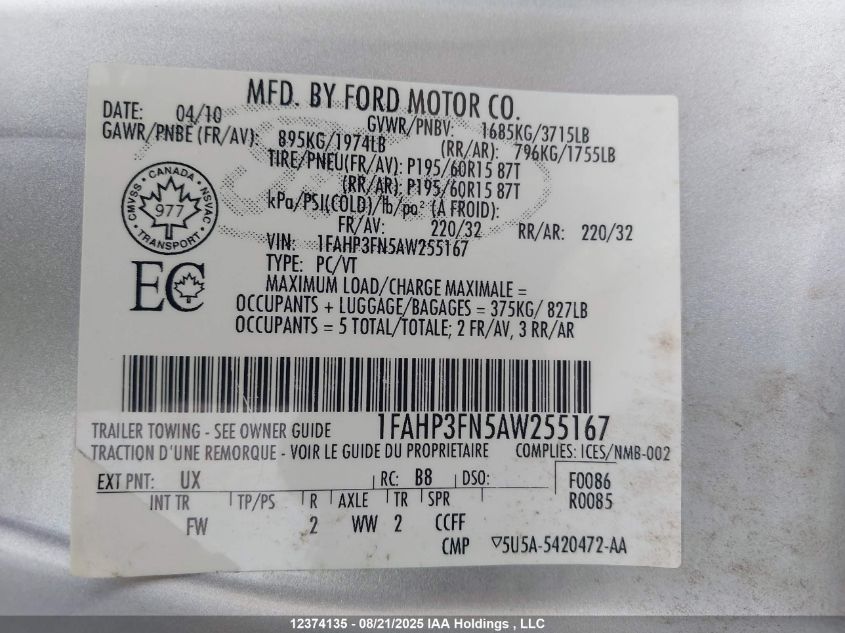 MFD. BY FORD MOTOR CO.
DATE: 04/10 GVWR/PNBV: 1685KG/3715LB
GAWR/PNBE (FR/AV): 895KG/1974LB (RR/AR): 796KG/1755LB
TIRE/PNEU(FR/AV): P195/60R15 87T
(RR/AR): P195/60R15 87T
kPa/PSI(COLD)/lb/po² (A FROID):
FR/AV: 220/32 RR/AR: 220/32
VIN: 1FAHP3FN5AW255167
TYPE: PC/VT
CMVSS • CANADA • NSVAC • TRANSPORT •
977
EC
MAXIMUM LOAD/CHARGE MAXIMALE =
OCCUPANTS + LUGGAGE/BAGAGES = 375KG/ 827LB
OCCUPANTS = 5 TOTAL/TOTALE; 2 FR/AV, 3 RR/AR
1FAHP3FN5AW255167
TRAILER TOWING - SEE OWNER GUIDE
TRACTION D'UNE REMORQUE - VOIR LE GUIDE DU PROPRIETAIRE COMPLIES: ICES/NMB-002
EXT PNT: UX RC: B8 DSO: F0086
INT TR TP/PS R AXLE TR SPR R0085
FW 2 WW 2 CCFF
CMP ▽5U5A-5420472-AA
12374135 - 08/21/2025 IAA Holdings , LLC